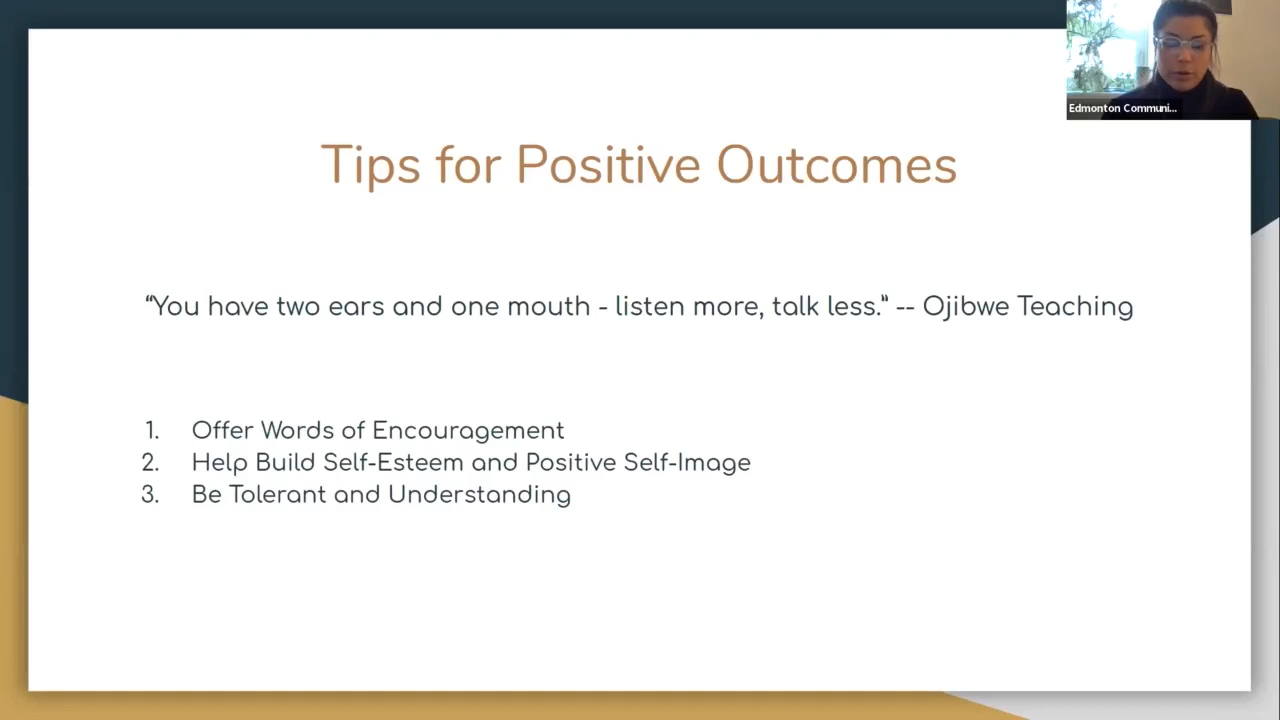 Edmonton Communi...
Tips for Positive Outcomes
“You have two ears and one mouth - listen more, talk less.” -- Ojibwe Teaching
1. Offer Words of Encouragement
2. Help Build Self-Esteem and Positive Self-Image
3. Be Tolerant and Understanding